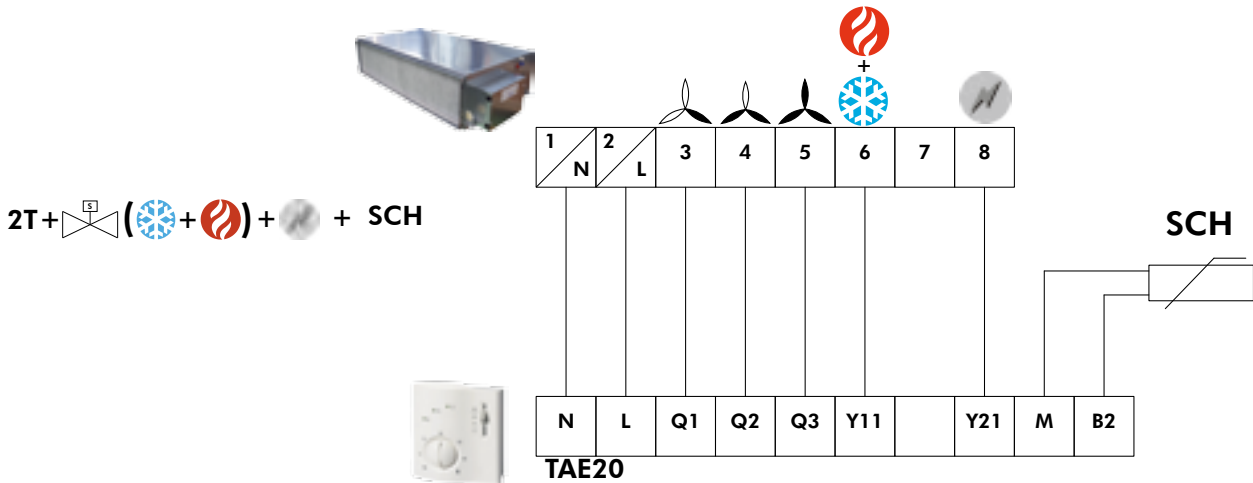 +
1 N 2 L 3 4 5 6 7 8
S
2T + ( + ) + + SCH
SCH
N L Q1 Q2 Q3 Y11 Y21 M B2
TAE20